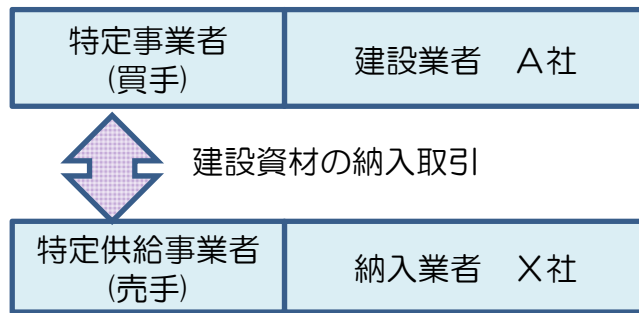 特定事業者
(買手)
建設業者　A社
建設資材の納入取引
特定供給事業者
(売手)
納入業者　X社